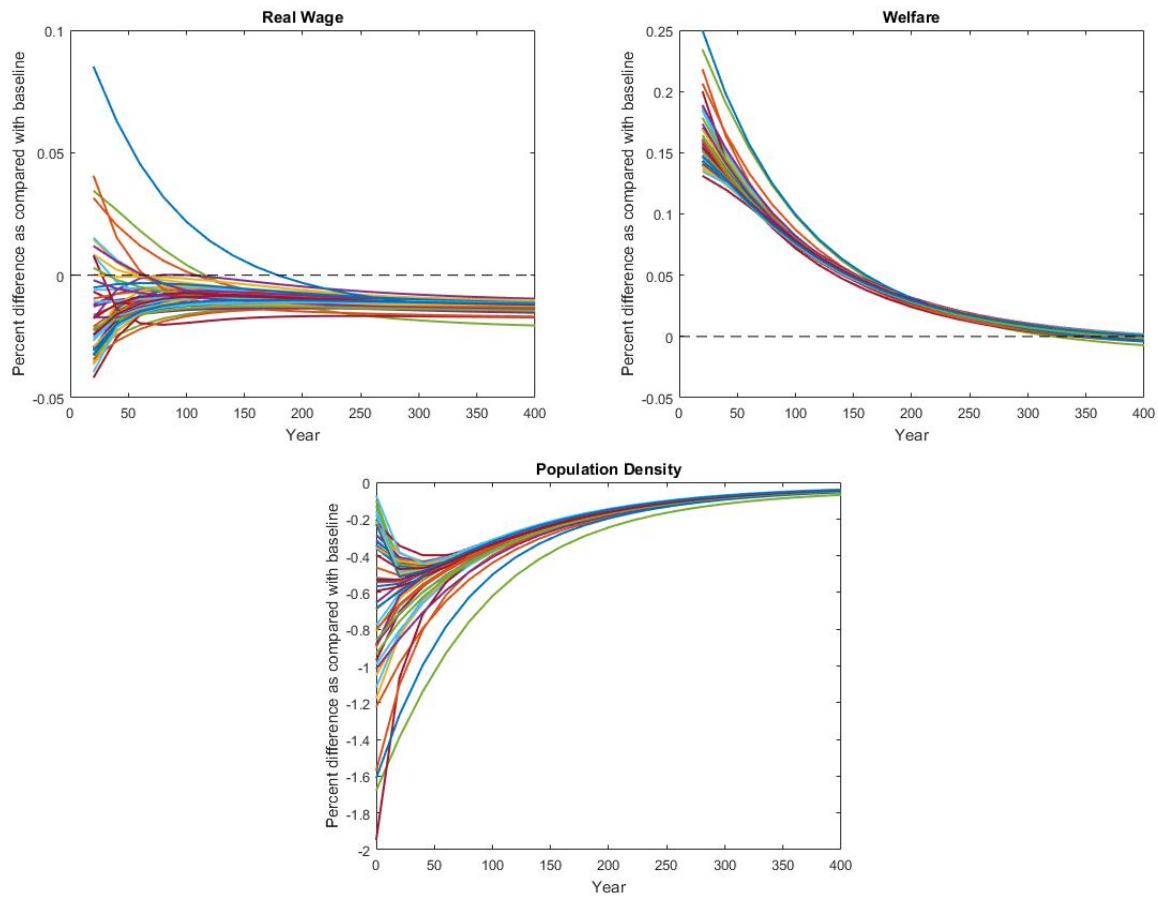 Real Wage
Percent difference as compared with baseline
0.1
0.05
0
-0.05
0 50 100 150 200 250 300 350 400
Year
Welfare
Percent difference as compared with baseline
0.25
0.2
0.15
0.1
0.05
0
-0.05
0 50 100 150 200 250 300 350 400
Year
Population Density
Percent difference as compared with baseline
0
-0.2
-0.4
-0.6
-0.8
-1
-1.2
-1.4
-1.6
-1.8
-2
0 50 100 150 200 250 300 350 400
Year